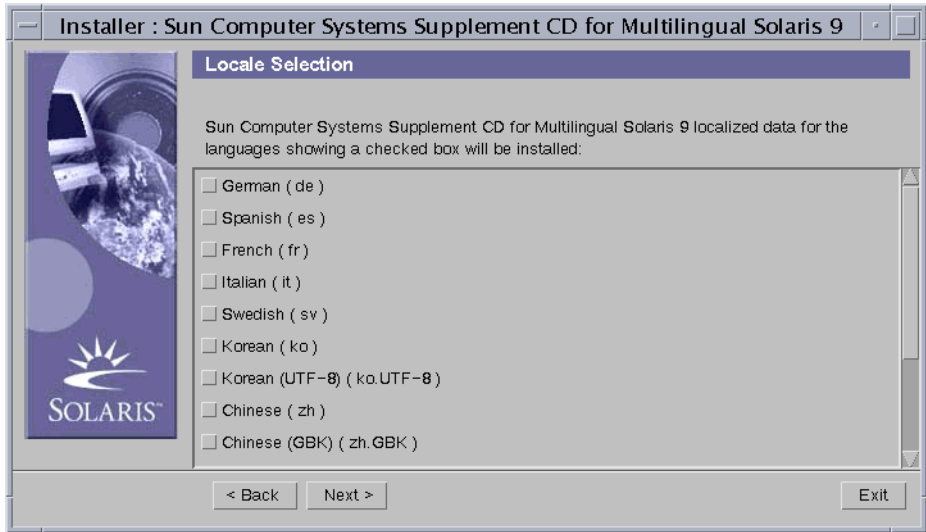 Installer : Sun Computer Systems Supplement CD for Multilingual Solaris 9
Locale Selection
Sun Computer Systems Supplement CD for Multilingual Solaris 9 localized data for the
languages showing a checked box will be installed:
German ( de )
Spanish ( es )
French ( fr )
Italian ( it )
Swedish ( sv )
Korean ( ko )
Korean (UTF-8) ( ko.UTF-8 )
Chinese ( zh )
Chinese (GBK) ( zh.GBK )
SOLARIS™
< Back
Next >
Exit